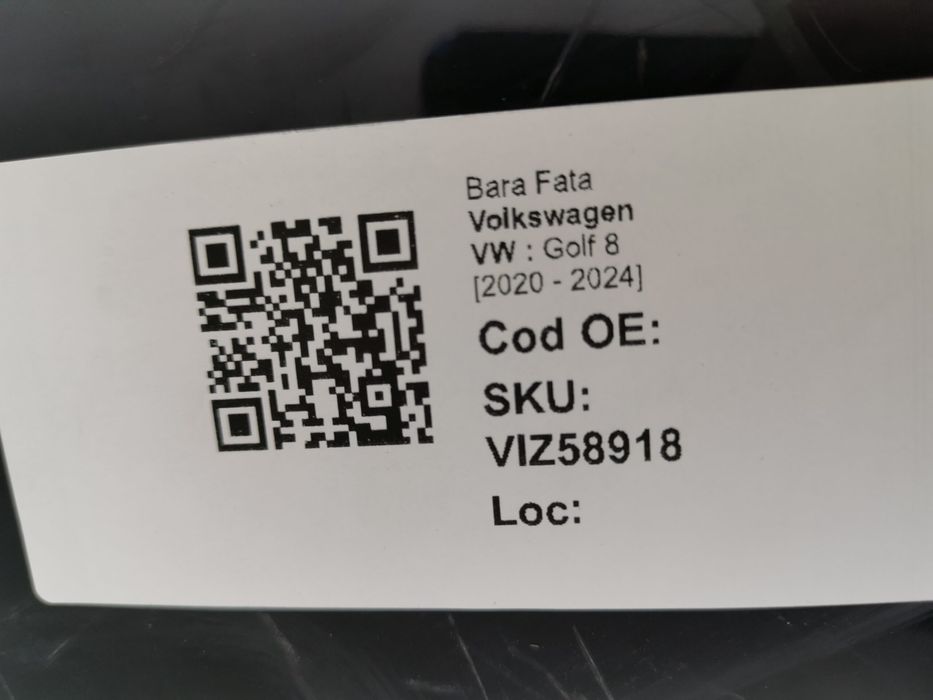 Bara Fata
Volkswagen
VW : Golf 8
[2020 - 2024]
Cod OE:
SKU:
VIZ58918
Loc: